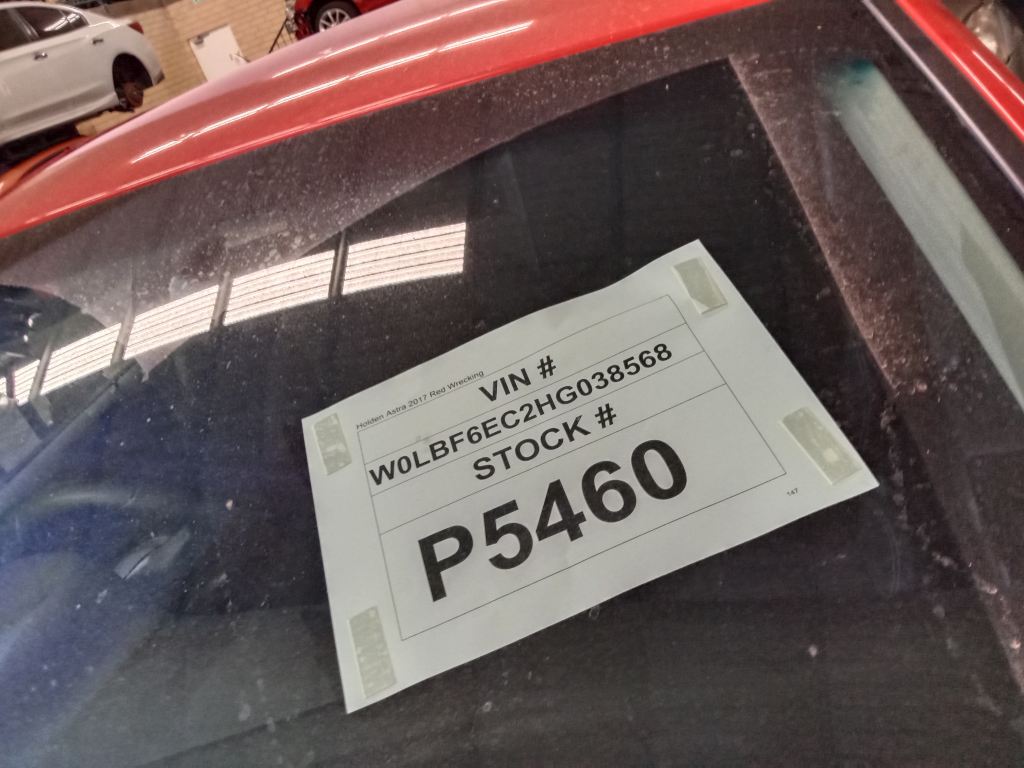 Holden Astra 2017 Red Wrecking
VIN #
W0LBF6EC2HG038568
STOCK #
P5460
147